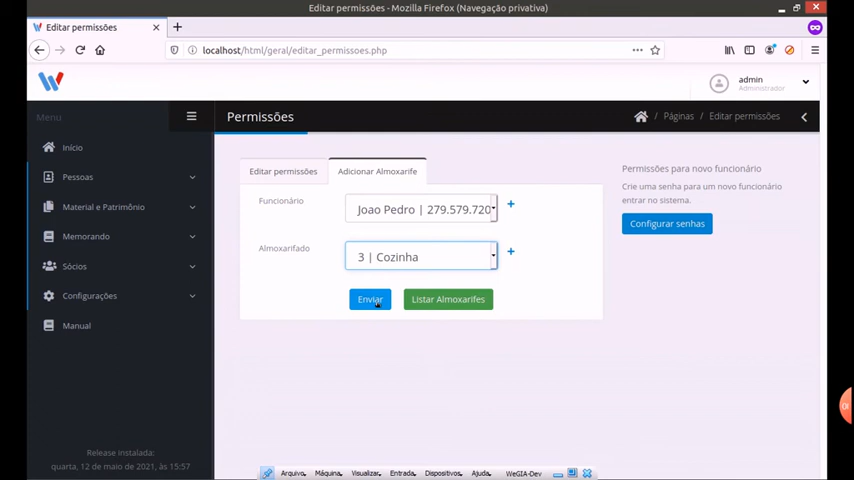 Editar permissões - Mozilla Firefox (Navegação privativa)
Editar permissões
localhost/html/geral/editar_permissoes.php
admin
Administrador
Menu
Permissões
Páginas / Editar permissões
Início
Pessoas
Material e Patrimônio
Memorando
Sócios
Configurações
Manual
Editar permissões
Adicionar Almoxarife
Funcionário
Joao Pedro | 279.579.720
Almoxarifado
3 | Cozinha
Enviar
Listar Almoxarifes
Permissões para novo funcionário
Crie uma senha para um novo funcionário
entrar no sistema.
Configurar senhas
Release instalada:
quarta, 12 de maio de 2021, às 15:57
Arquivo Máquina Visualizar Entrada Dispositivos Ajuda WeGIA-Dev